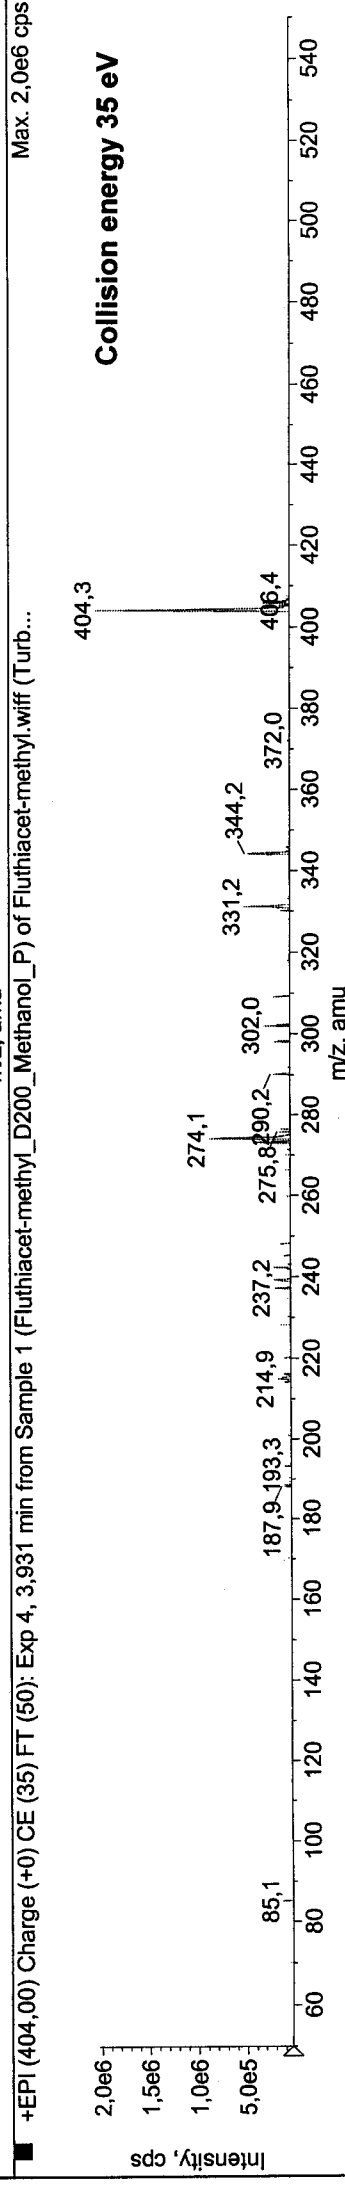 +EPI (404,00) Charge (+0) CE (35) FT (50): Exp 4, 3,931 min from Sample 1 (Fluthiacet-methyl_D200_Methanol_P) of Fluthiacet-methyl.wiff (Turb...
Max. 2,0e6 cps
Collision energy 35 eV
404,3
406,4
372,0
344,2
331,2
302,0
290,2
275,8
274,1
237,2
214,9
193,3
187,9
85,1
2,0e6
1,5e6
1,0e6
5,0e5
Intensity, cps
60 80 100 120 140 160 180 200 220 240 260 280 300 320 340 360 380 400 420 440 460 480 500 520 540
m/z, amu